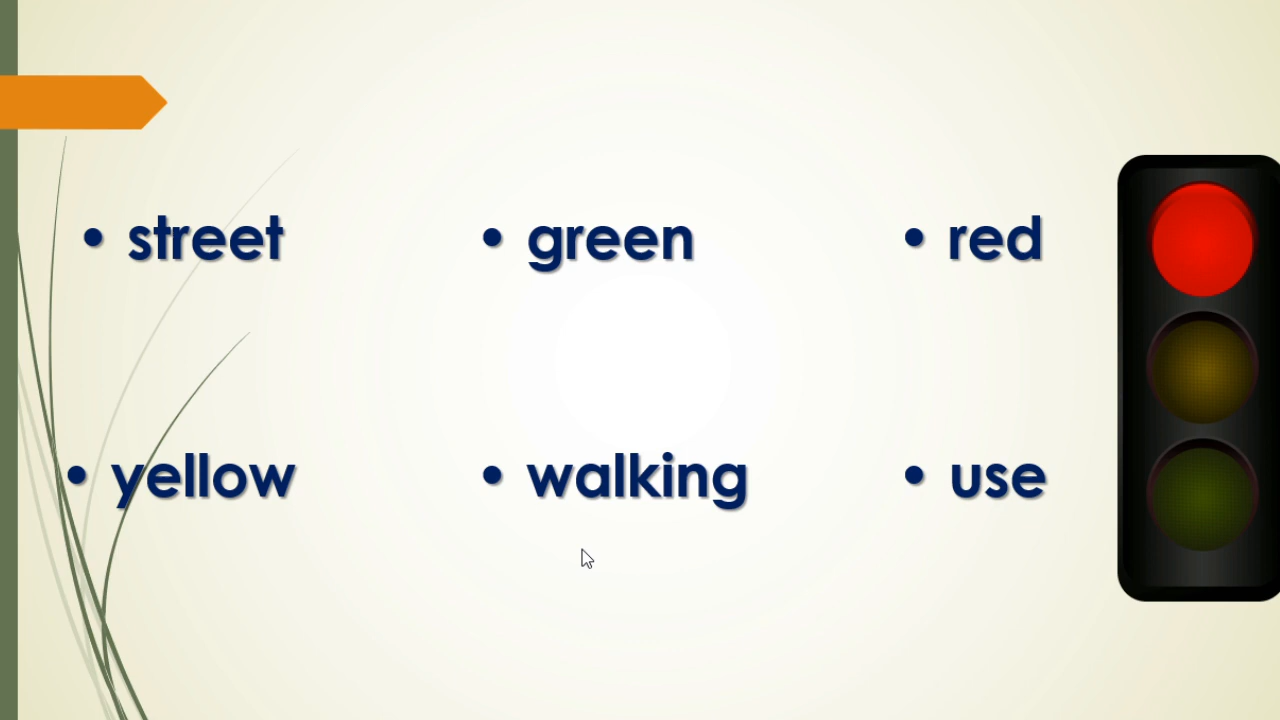 • street • green • red
• yellow • walking • use